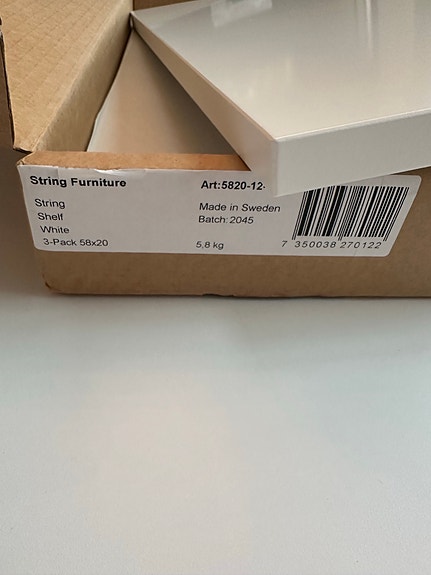 String Furniture
Art:5820-12-
String
Shelf
White
3-Pack 58x20
Made in Sweden
Batch: 2045
5,8 kg
7 350038 270122